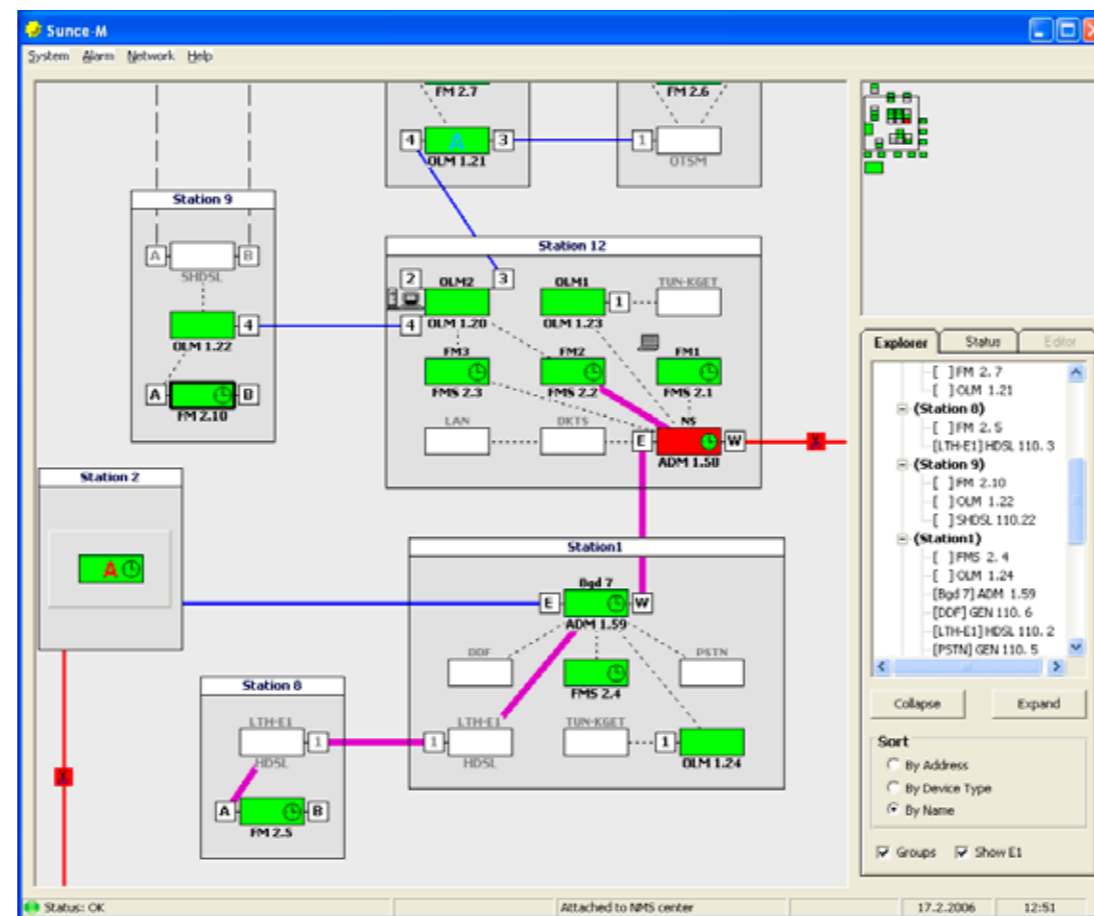 Sunce-M
System Alarm Network Help
FM 2.7
FM 2.6
4
A
3
1
OLM 1.21
OTSM
Station 9
A
B
SHDSL
4
OLM 1.22
A
B
FM 2.10
Station 12
2
OLM2
3
OLM1
TUN-KGET
1
4
OLM 1.20
OLM 1.23
FM3
FM2
FM1
FMS 2.3
FMS 2.2
FMS 2.1
LAN
DKTS
NS
E
W
X
ADM 1.58
Station 2
A
X
Station1
Bgd 7
E
W
ADM 1.59
DDF
PSTN
FMS 2.4
LTH-E1
TUN-KGET
1
1
HDSL
OLM 1.24
Station 8
LTH-E1
1
HDSL
A
B
FM 2.5
Explorer Status Editor
[ ]FM 2.7
[ ]OLM 1.21
(Station 8)
[ ]FM 2.5
[LTH-E1]HDSL 110.3
(Station 9)
[ ]FM 2.10
[ ]OLM 1.22
[ ]SHDSL 110.22
(Station1)
[ ]FMS 2.4
[ ]OLM 1.24
[Bgd 7]ADM 1.59
[DDF]GEN 110.6
[LTH-E1]HDSL 110.2
[PSTN]GEN 110.5
Collapse Expand
Sort
By Address
By Device Type
By Name
Groups Show E1
Status: OK Attached to NMS center 17.2.2006 12:51